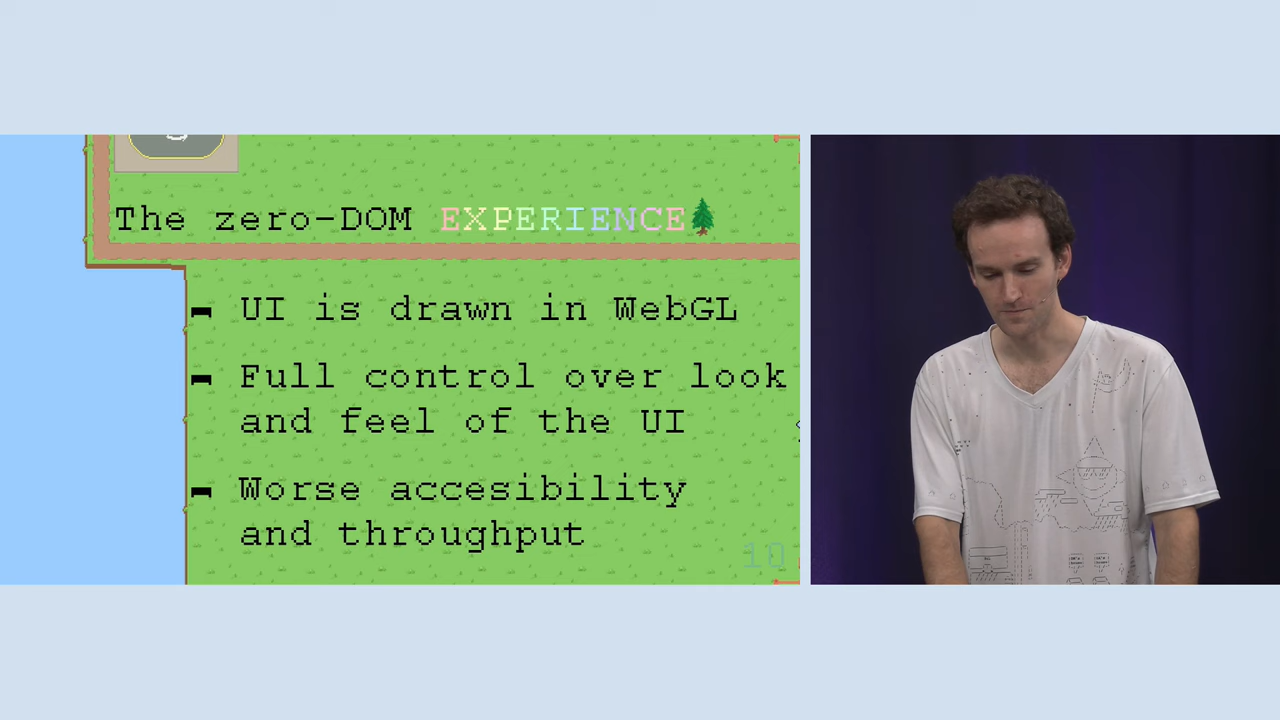 The zero-DOM EXPERIENCE
- UI is drawn in WebGL
- Full control over look
and feel of the UI
- Worse accesibility
and throughput
10